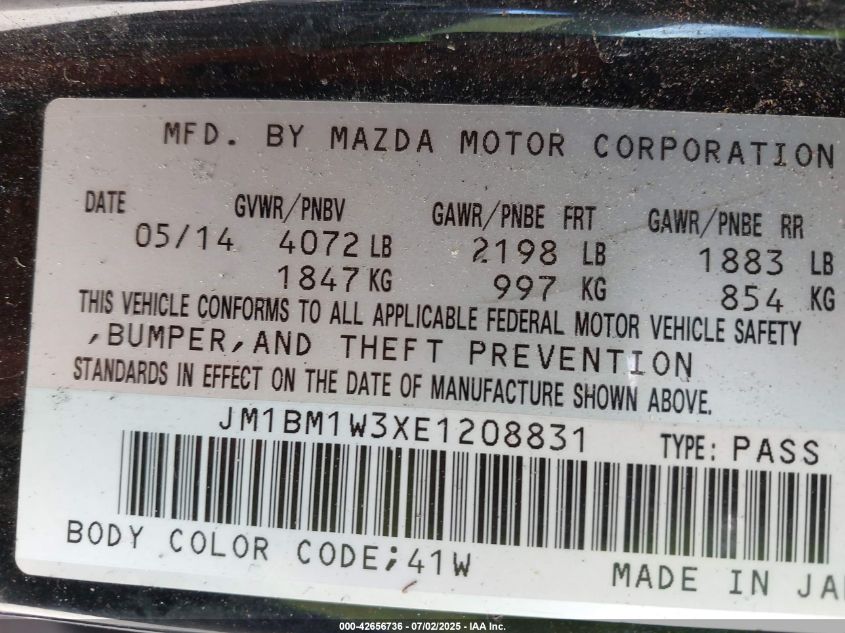 MFD. BY MAZDA MOTOR CORPORATION
DATE GVWR/PNBV GAWR/PNBE FRT GAWR/PNBE RR
05/14 4072 LB 2198 LB 1883 LB
1847 KG 997 KG 854 KG
THIS VEHICLE CONFORMS TO ALL APPLICABLE FEDERAL MOTOR VEHICLE SAFETY
,BUMPER,AND THEFT PREVENTION
STANDARDS IN EFFECT ON THE DATE OF MANUFACTURE SHOWN ABOVE.
JM1BM1W3XE1208831 TYPE: PASS
BODY COLOR CODE;41W
MADE IN JA
000-42656736 - 07/02/2025 - IAA Inc.